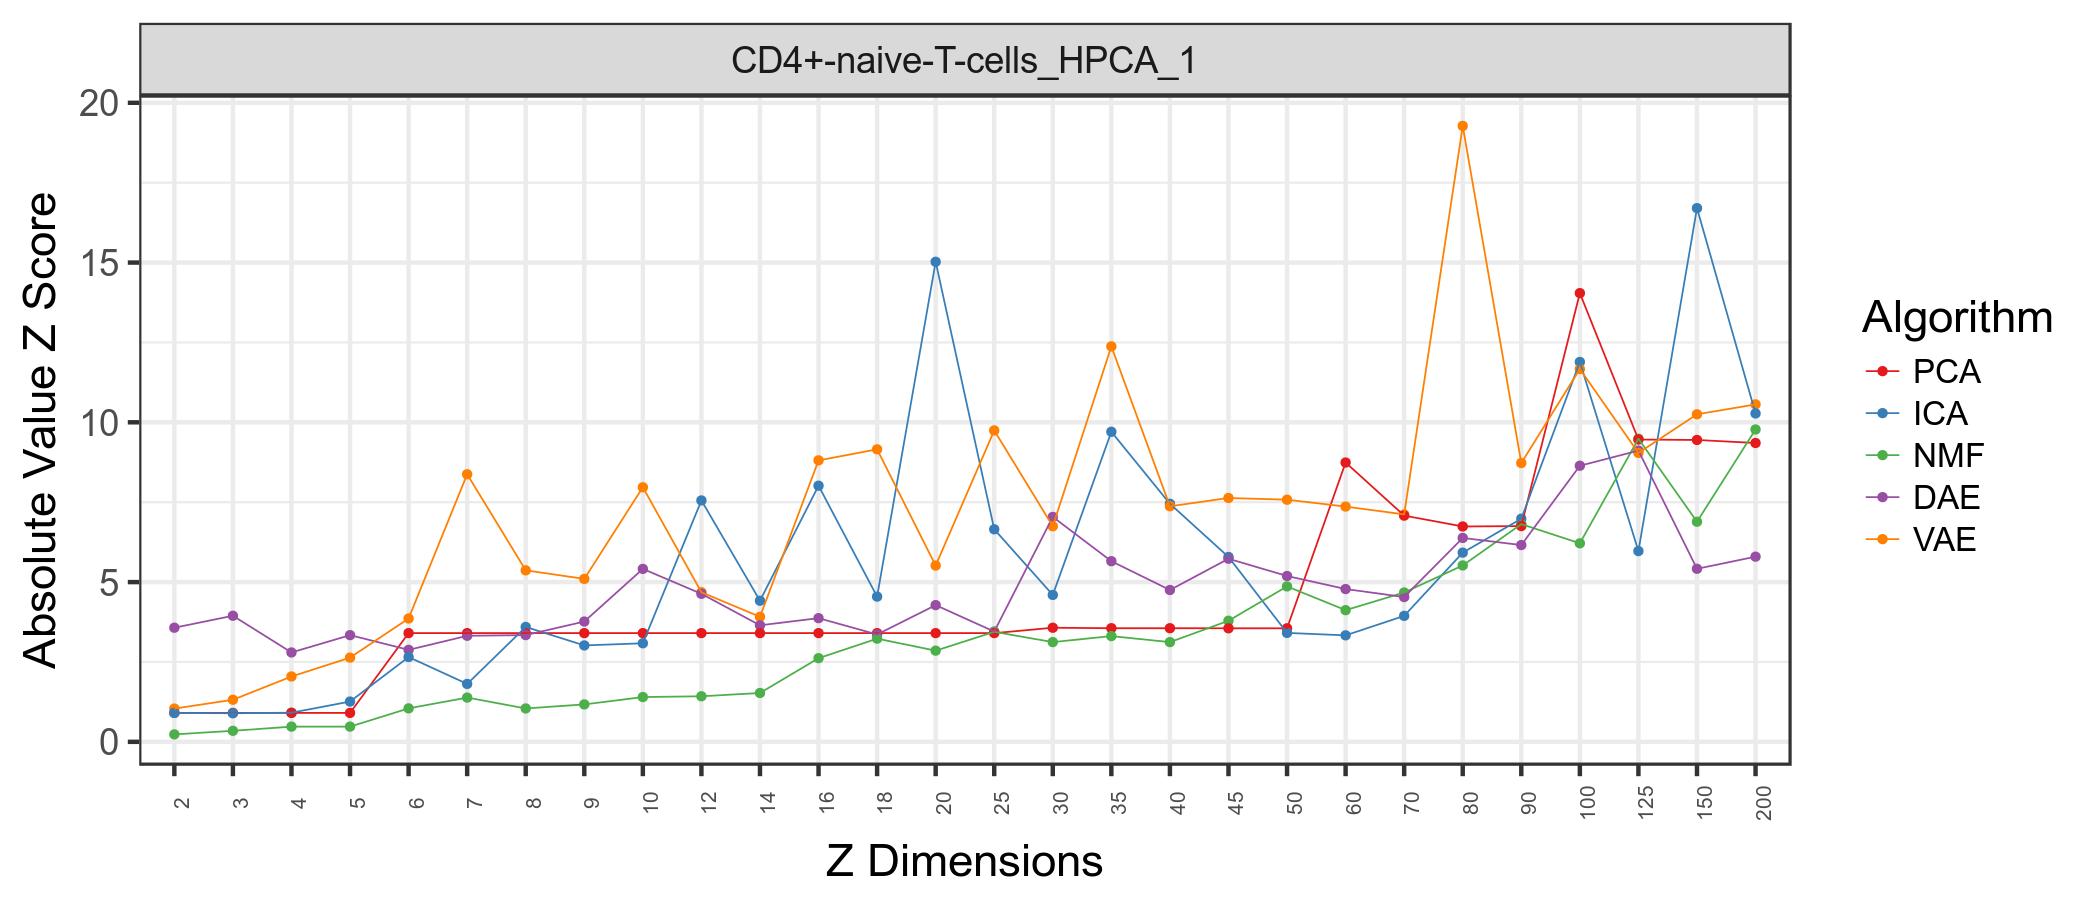 CD4+-naive-T-cells_HPCA_1
Absolute Value Z Score
20
15
10
5
0
2 3 4 5 6 7 8 9 10 12 14 16 18 20 25 30 35 40 45 50 60 70 80 90 100 125 150 200
Z Dimensions
Algorithm
PCA
ICA
NMF
DAE
VAE